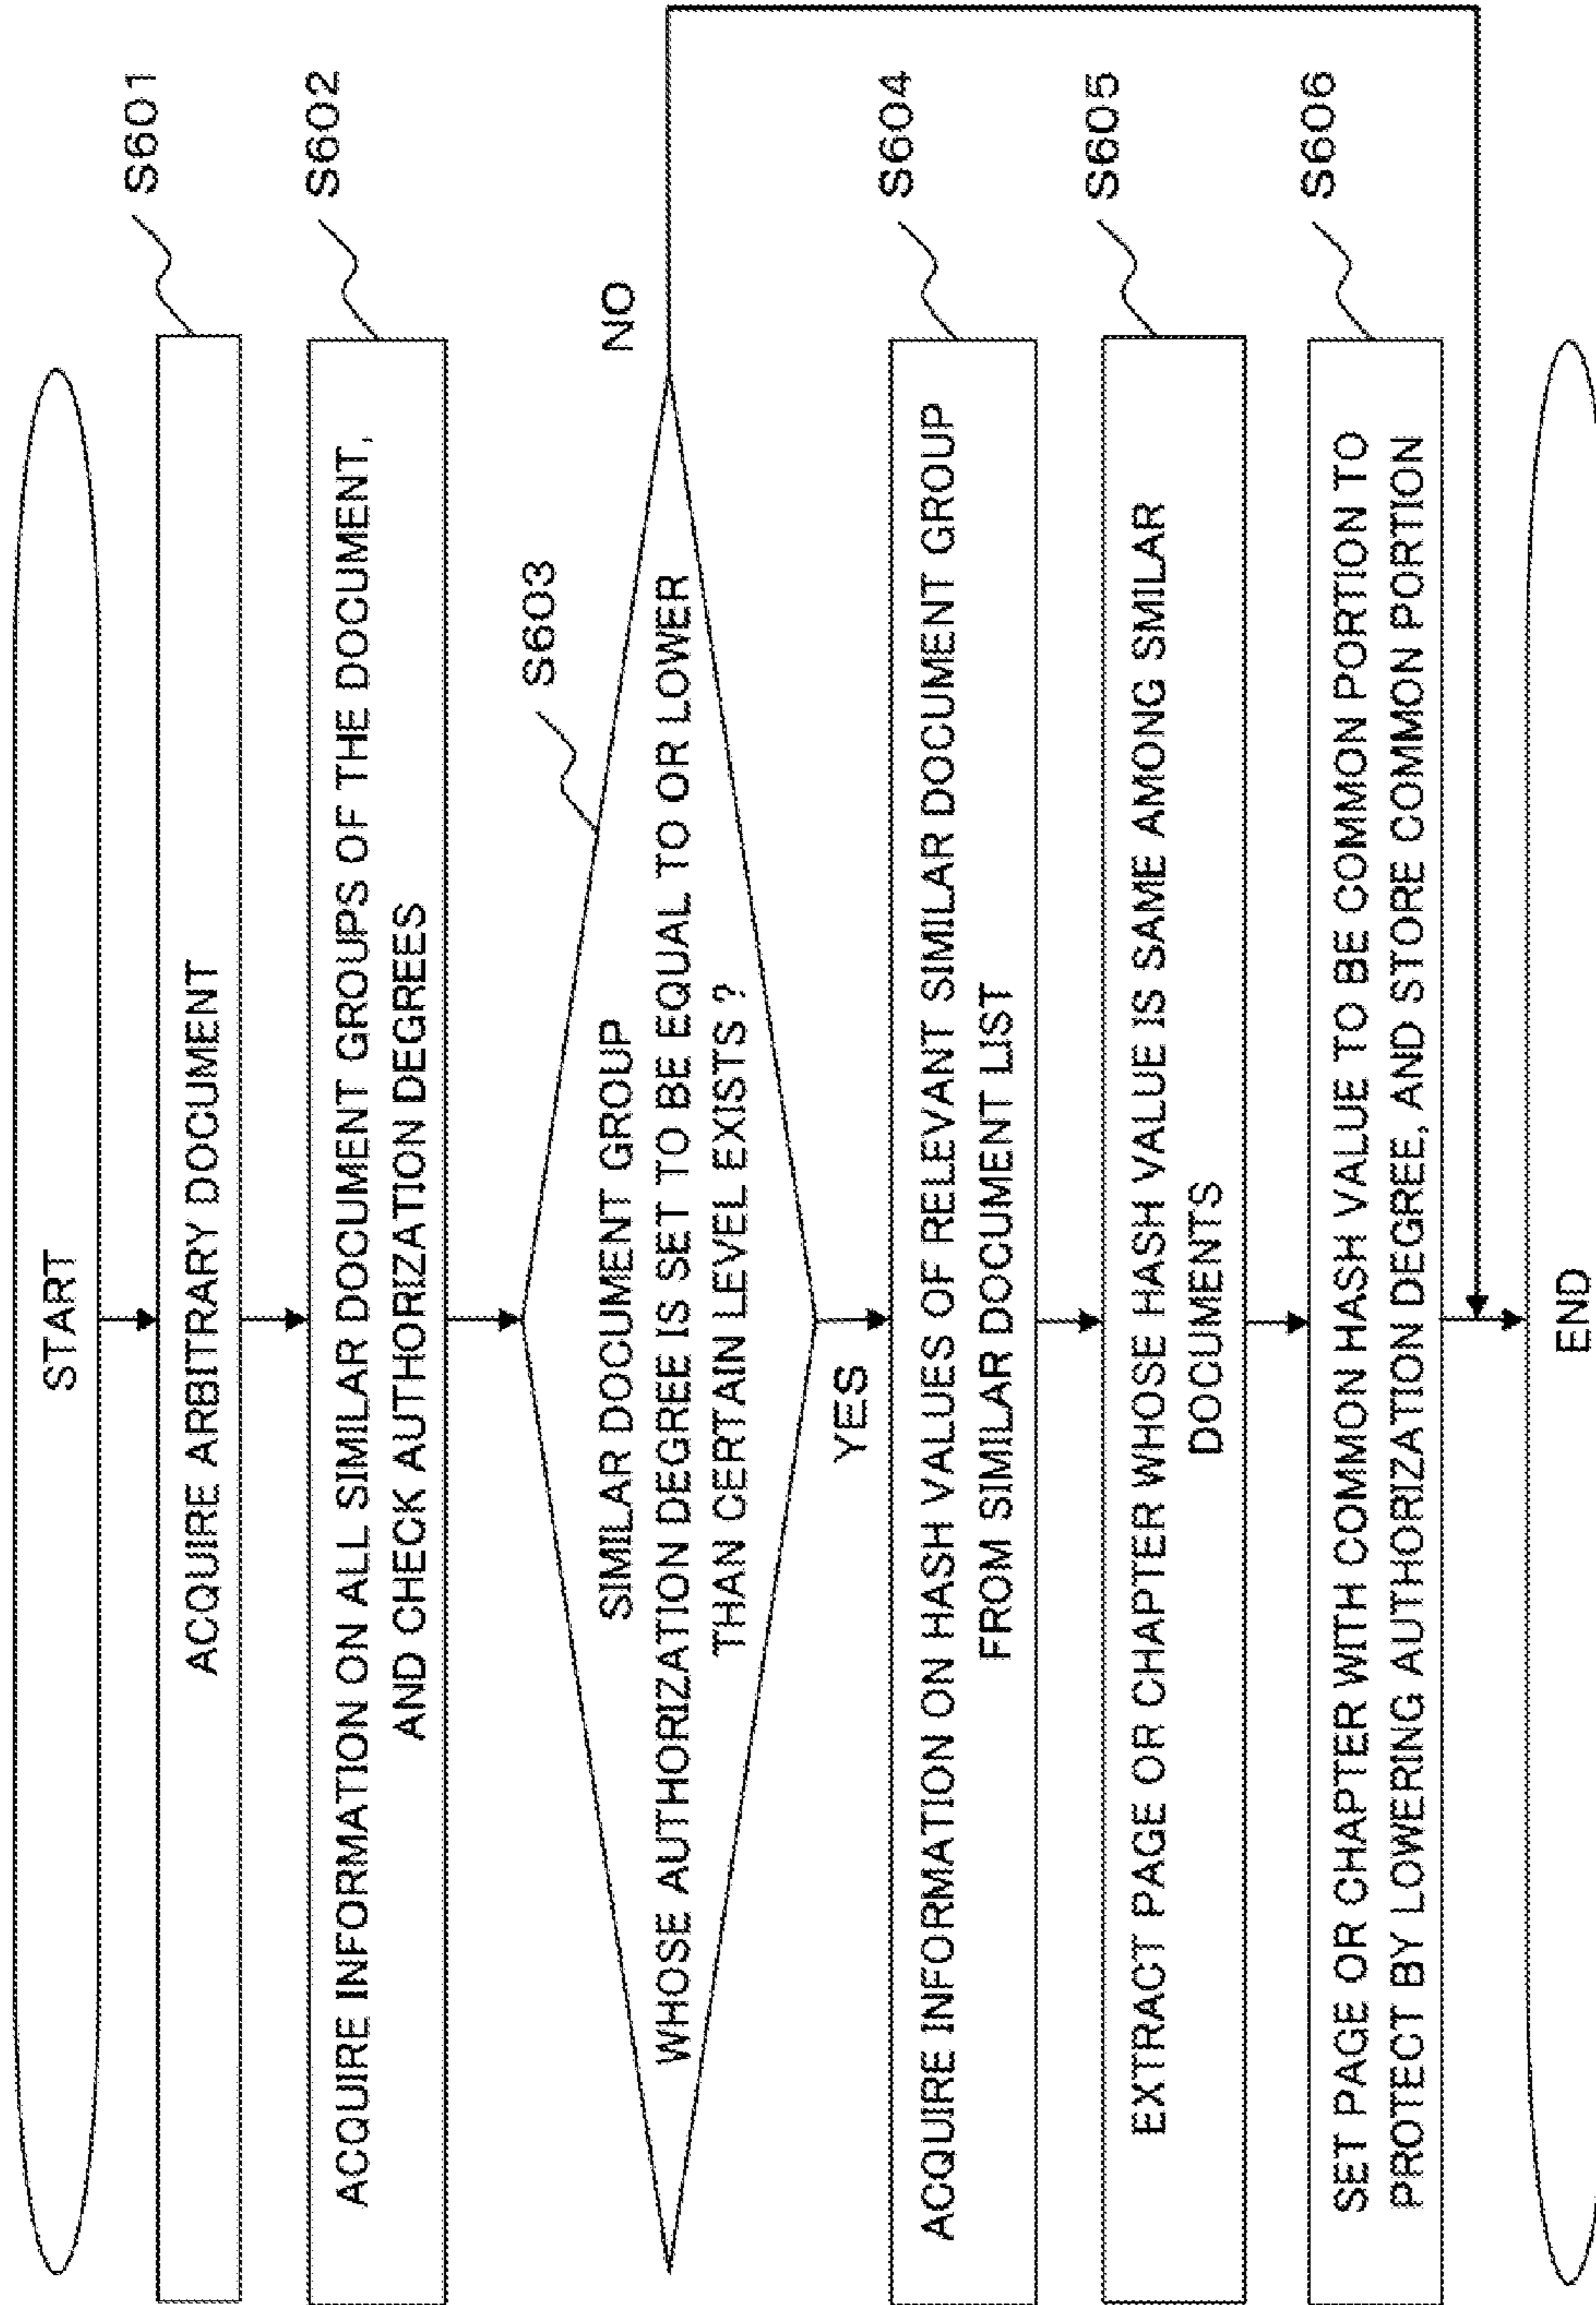 START
S601
ACQUIRE ARBITRARY DOCUMENT
S602
ACQUIRE INFORMATION ON ALL SIMILAR DOCUMENT GROUPS OF THE DOCUMENT,
AND CHECK AUTHORIZATION DEGREES
S603
SIMILAR DOCUMENT GROUP
WHOSE AUTHORIZATION DEGREE IS SET TO BE EQUAL TO OR LOWER
THAN CERTAIN LEVEL EXISTS ?
NO
YES
S604
ACQUIRE INFORMATION ON HASH VALUES OF RELEVANT SIMILAR DOCUMENT GROUP
FROM SIMILAR DOCUMENT LIST
S605
EXTRACT PAGE OR CHAPTER WHOSE HASH VALUE IS SAME AMONG SMILAR
DOCUMENTS
S606
SET PAGE OR CHAPTER WITH COMMON HASH VALUE TO BE COMMON PORTION TO
PROTECT BY LOWERING AUTHORIZATION DEGREE, AND STORE COMMON PORTION
END